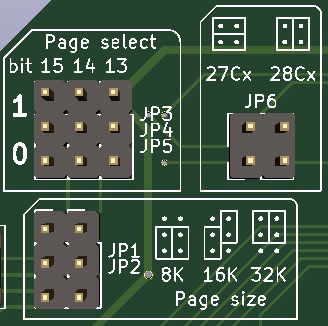 Page select
bit 15 14 13
1
0
JP3
JP4
JP5
27Cx 28Cx
JP6
JP1
JP2
8K 16K 32K
Page size